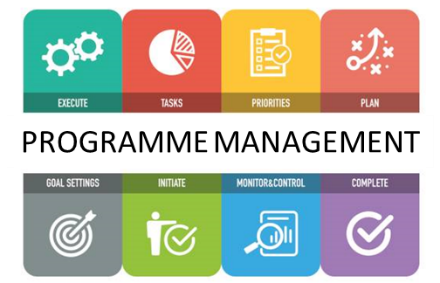 EXECUTE TASKS PRIORITIES PLAN
PROGRAMME MANAGEMENT
GOAL SETTINGS INITIATE MONITOR&CONTROL COMPLETE